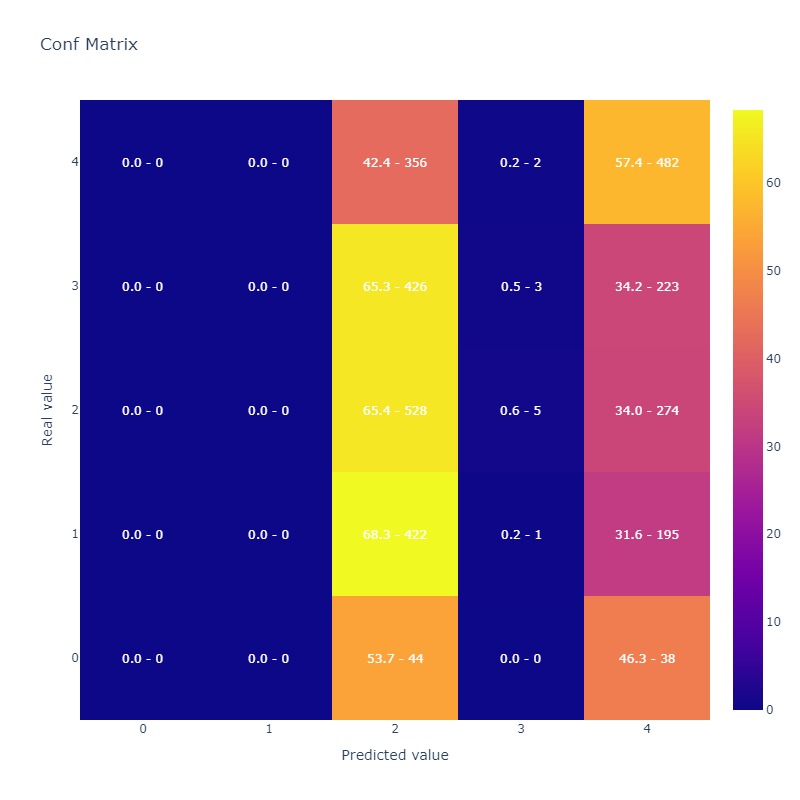 Conf Matrix
4 0.0 - 0 0.0 - 0 42.4 - 356 0.2 - 2 57.4 - 482
3 0.0 - 0 0.0 - 0 65.3 - 426 0.5 - 3 34.2 - 223
2 0.0 - 0 0.0 - 0 65.4 - 528 0.6 - 5 34.0 - 274
1 0.0 - 0 0.0 - 0 68.3 - 422 0.2 - 1 31.6 - 195
0 0.0 - 0 0.0 - 0 53.7 - 44 0.0 - 0 46.3 - 38
0 1 2 3 4
Predicted value
Real value
60
50
40
30
20
10
0